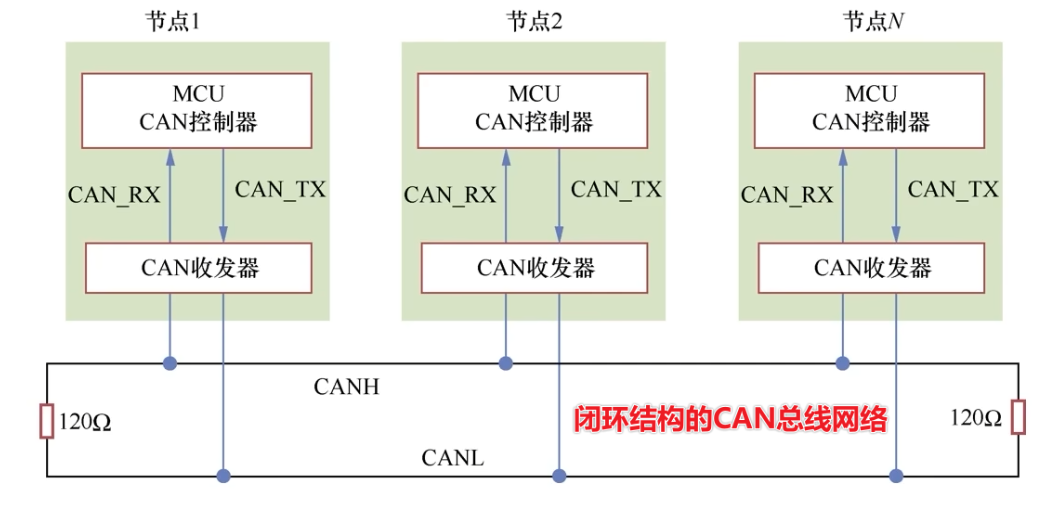 节点1
节点2
节点N
MCU
CAN控制器
MCU
CAN控制器
MCU
CAN控制器
CAN_RX
CAN_TX
CAN_RX
CAN_TX
CAN_RX
CAN_TX
CAN收发器
CAN收发器
CAN收发器
CANH
120Ω
闭环结构的CAN总线网络
120Ω
CANL